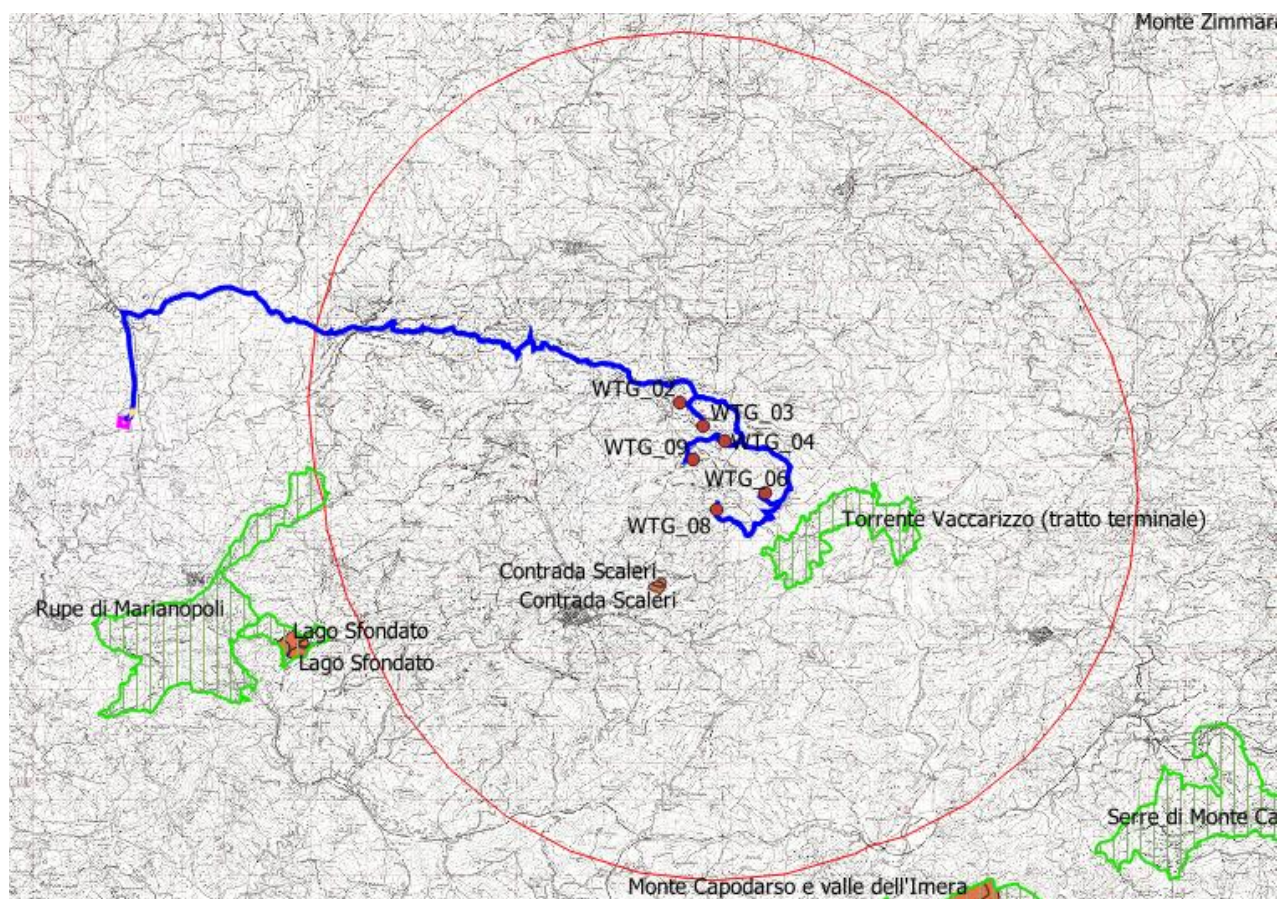 Monte Zimmar
WTG_02
WTG_03
WTG_04
WTG_09
WTG_06
WTG_08
Torrente Vaccarizzo (tratto terminale)
Contrada Scaleri
Contrada Scaleri
Rupe di Marianopoli
Lago Sfondato
Lago Sfondato
Serre di Monte Ca
Monte Capodarso e valle dell'Imera